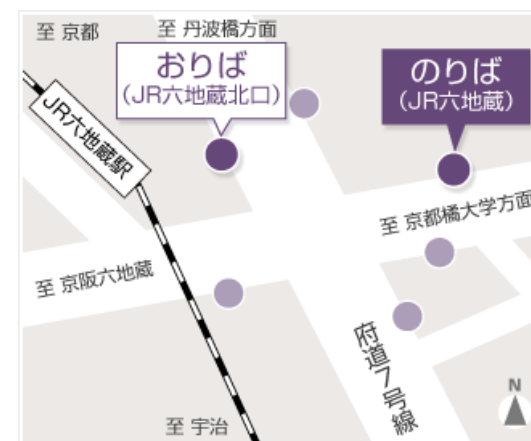 至 京都
至 丹波橋方面
おりば
(JR六地蔵北口)
のりば
(JR六地蔵)
JR六地蔵駅
至 京都橘大学方面
至 京阪六地蔵
府道7号線
至 宇治
N